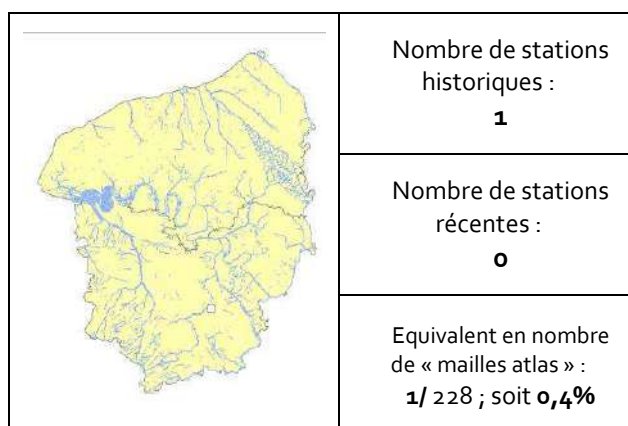 Nombre de stations
historiques :
1
Nombre de stations
récentes :
0
Equivalent en nombre
de « mailles atlas » :
1/ 228 ; soit 0,4%